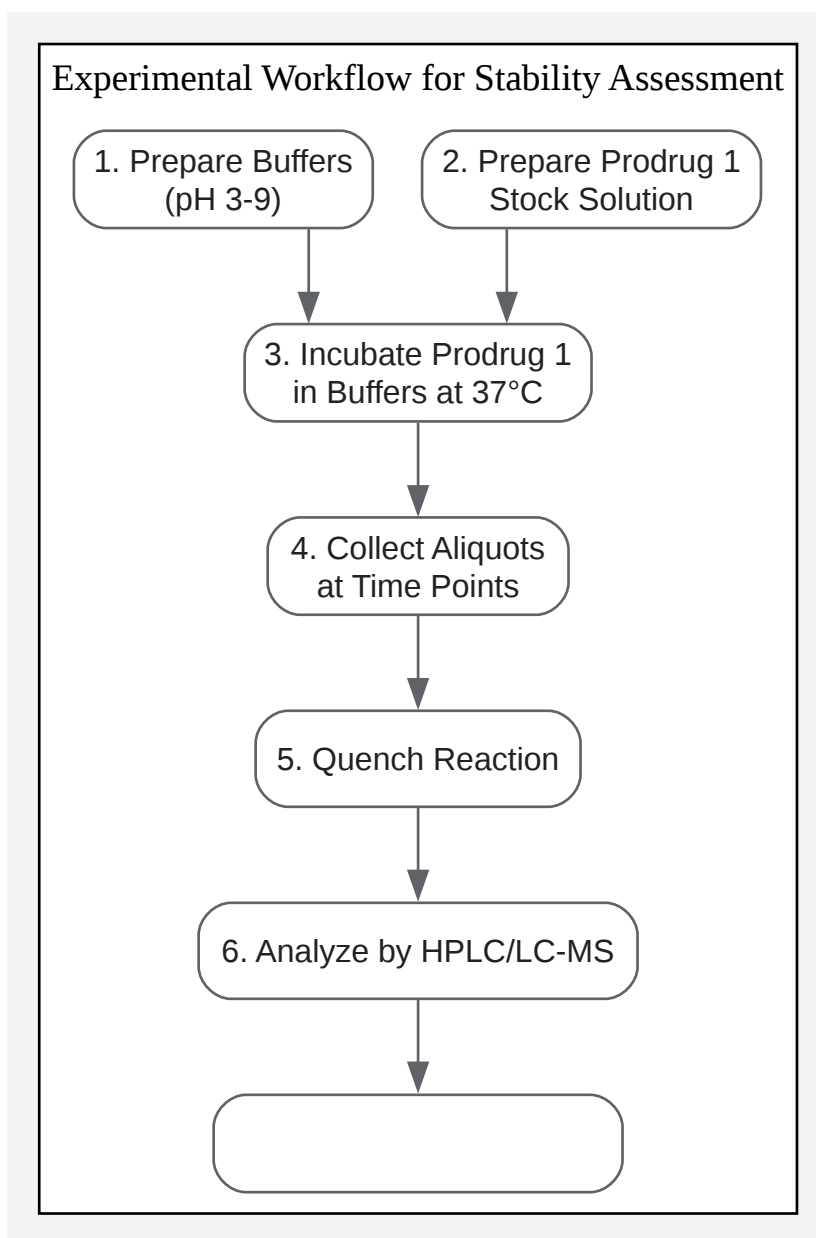 Experimental Workflow for Stability Assessment
1. Prepare Buffers
(pH 3-9)
2. Prepare Prodrug 1
Stock Solution
3. Incubate Prodrug 1
in Buffers at 37°C
4. Collect Aliquots
at Time Points
5. Quench Reaction
6. Analyze by HPLC/LC-MS